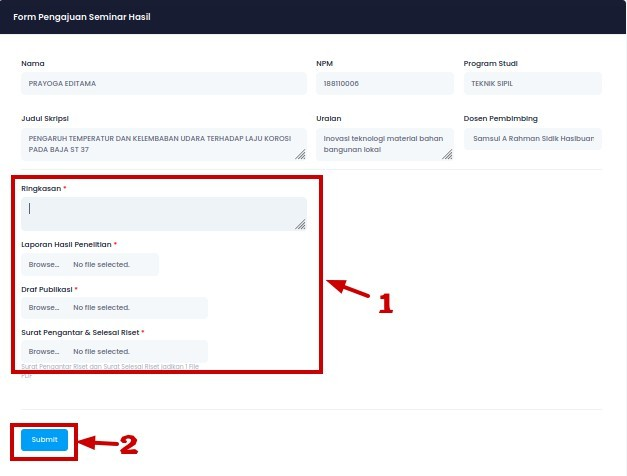 Form Pengajuan Seminar Hasil
Nama
NPM
Program Studi
PRAYOGA EDITAMA
188110006
TEKNIK SIPIL
Judul Skripsi
Uraian
Dosen Pembimbing
PENGARUH TEMPERATUR DAN KELEMBABAN UDARA TERHADAP LAJU KOROSI
PADA BAJA ST 37
Inovasi teknologi material bahan
bangunan lokal
Samsul A Rahman Sidik Hasibuan
Ringkasan *
Laporan Hasil Penelitian *
Browse... No file selected.
Draf Publikasi *
Browse... No file selected.
Surat Pengantar & Selesai Riset *
Browse... No file selected.
Surat Pengantar Riset dan Surat Selesai Riset jadikan 1 File
PDF
1
Submit
2